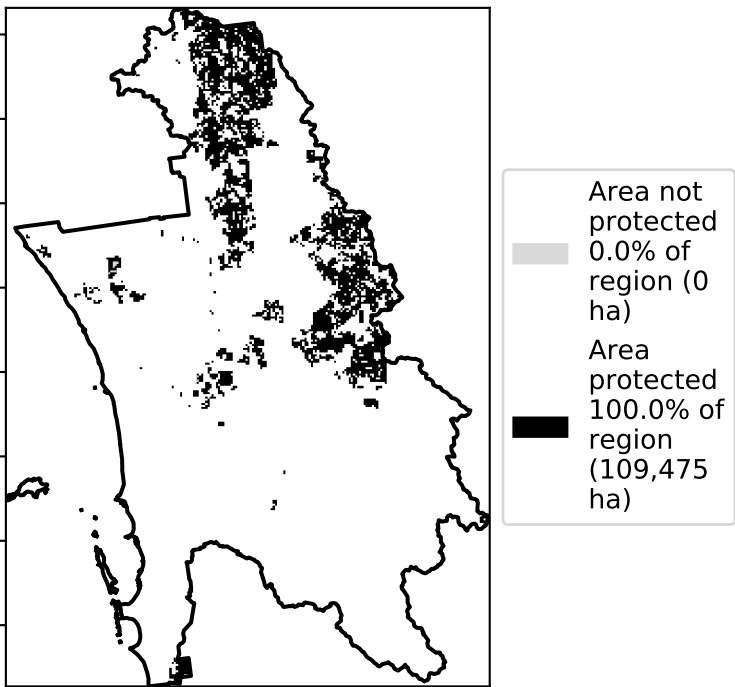 Area not
protected
0.0% of
region (0
ha)
Area
protected
100.0% of
region
(109,475
ha)